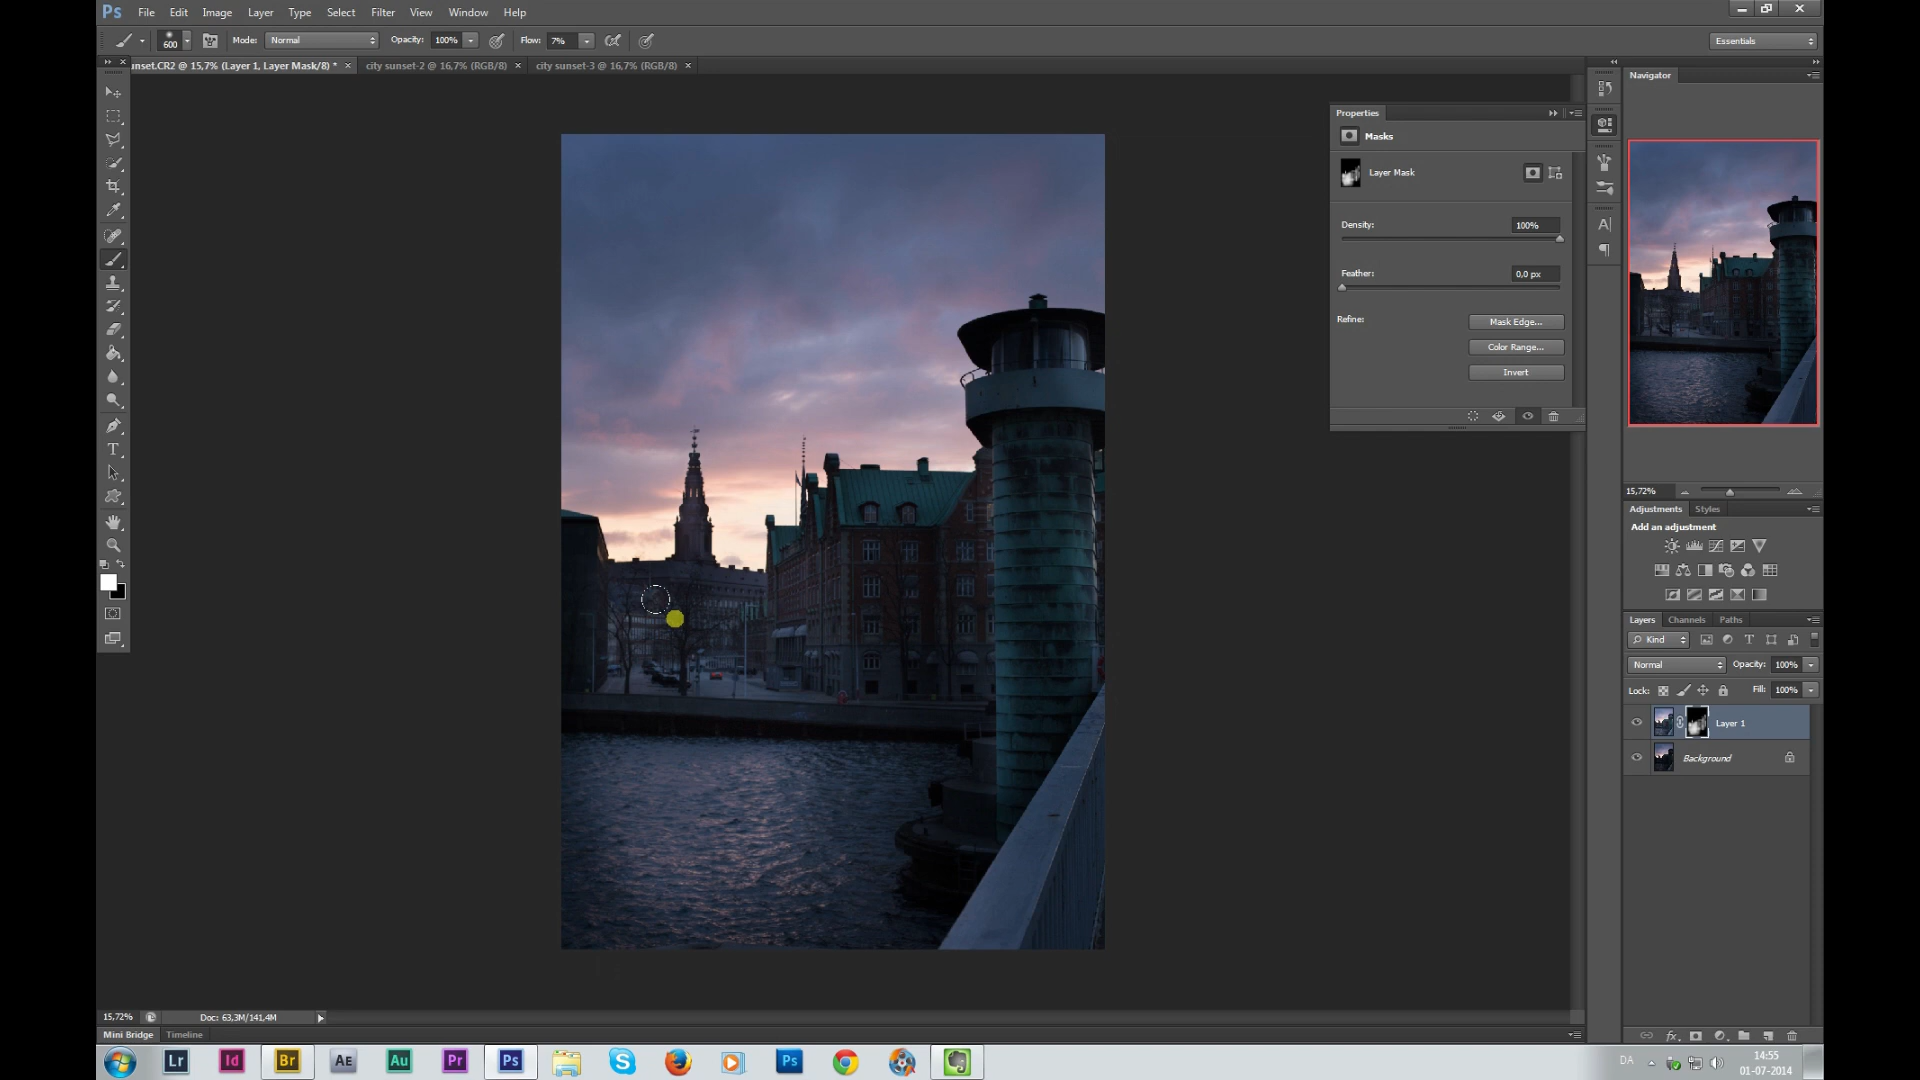 Ps File Edit Image Layer Type Select Filter View Window Help
600 Mode: Normal Opacity: 100% Flow: 7% Essentials
unset.CR2 @ 15,7% (Layer 1, Layer Mask/8) * × city sunset-2 @ 16,7% (RGB/8) × city sunset-3 @ 16,7% (RGB/8) ×
Navigator
Properties
Masks
Layer Mask
Density: 100%
Feather: 0,0 px
Refine: Mask Edge...
Color Range...
Invert
15,72%
Adjustments Styles
Add an adjustment
Layers Channels Paths
Kind
Normal Opacity: 100%
Lock: Fill: 100%
Layer 1
Background
15,72% Doc: 63,3M/141,4M
Mini Bridge Timeline
Lr Id Br AE Au Pr Ps Ps DA 14:55
01-07-2014